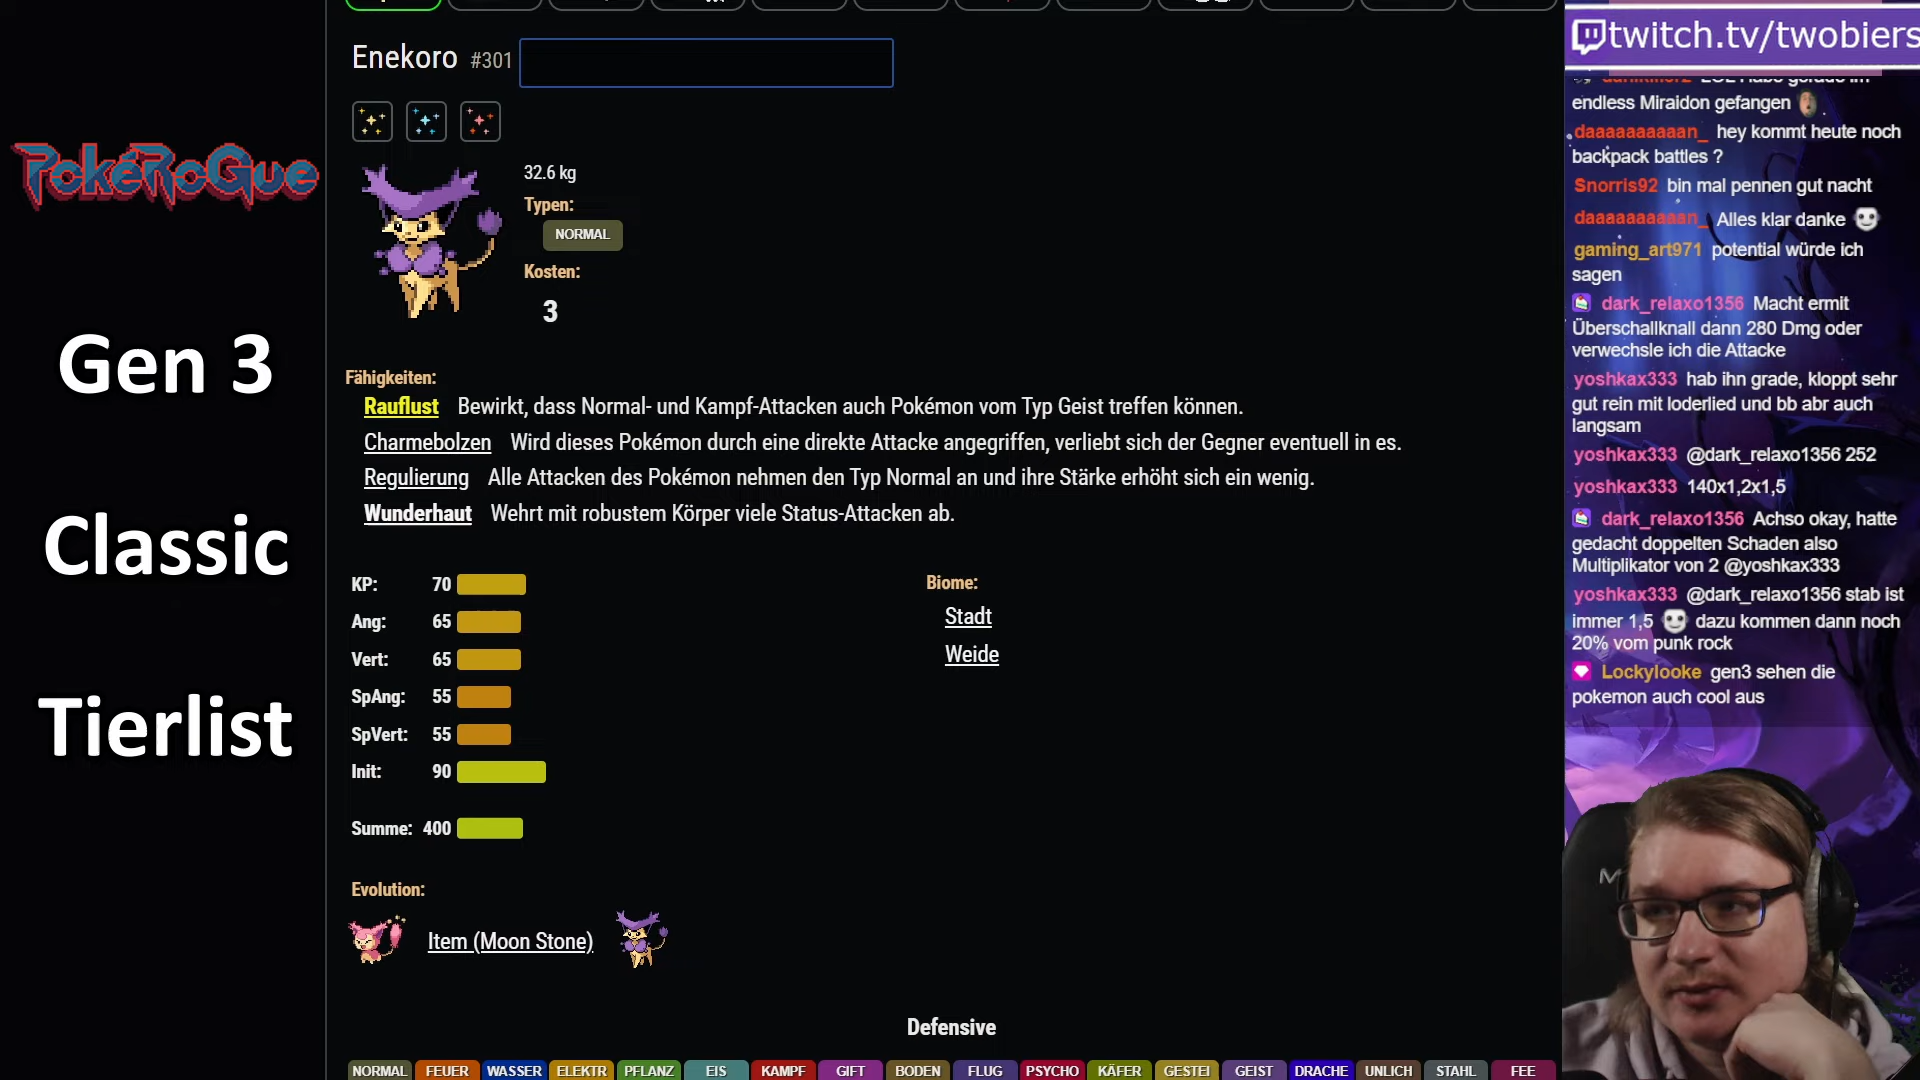 Enekoro #301
32.6 kg
Typen:
NORMAL
Kosten:
3
Fähigkeiten:
Rauflust Bewirkt, dass Normal- und Kampf-Attacken auch Pokémon vom Typ Geist treffen können.
Charmebolzen Wird dieses Pokémon durch eine direkte Attacke angegriffen, verliebt sich der Gegner eventuell in es.
Regulierung Alle Attacken des Pokémon nehmen den Typ Normal an und ihre Stärke erhöht sich ein wenig.
Wunderhaut Wehrt mit robustem Körper viele Status-Attacken ab.
KP: 70
Ang: 65
Vert: 65
SpAng: 55
SpVert: 55
Init: 90
Summe: 400
Biome:
Stadt
Weide
Evolution:
Item (Moon Stone)
Defensive
NORMAL FEUER WASSER ELEKTR PFLANZ EIS KAMPF GIFT BODEN FLUG PSYCHO KÄFER GESTEI GEIST DRACHE UNLICH STAHL FEE
PokéRogue
Gen 3
Classic
Tierlist
twitch.tv/twobiers
endless Miraidon gefangen
daaaaaaaaaan_ hey kommt heute noch
backpack battles ?
Snorris92 bin mal pennen gut nacht
daaaaaaaaaan_ Alles klar danke
gaming_art971 potential würde ich
sagen
dark_relaxo1356 Macht ermit
Überschallknall dann 280 Dmg oder
verwechsle ich die Attacke
yoshkax333 hab ihn grade, kloppt sehr
gut rein mit loderlied und bb abr auch
langsam
yoshkax333 @dark_relaxo1356 252
yoshkax333 140x1,2x1,5
dark_relaxo1356 Achso okay, hatte
gedacht doppelten Schaden also
Multiplikator von 2 @yoshkax333
yoshkax333 @dark_relaxo1356 stab ist
immer 1,5 dazu kommen dann noch
20% vom punk rock
Lockylooke gen3 sehen die
pokemon auch cool aus